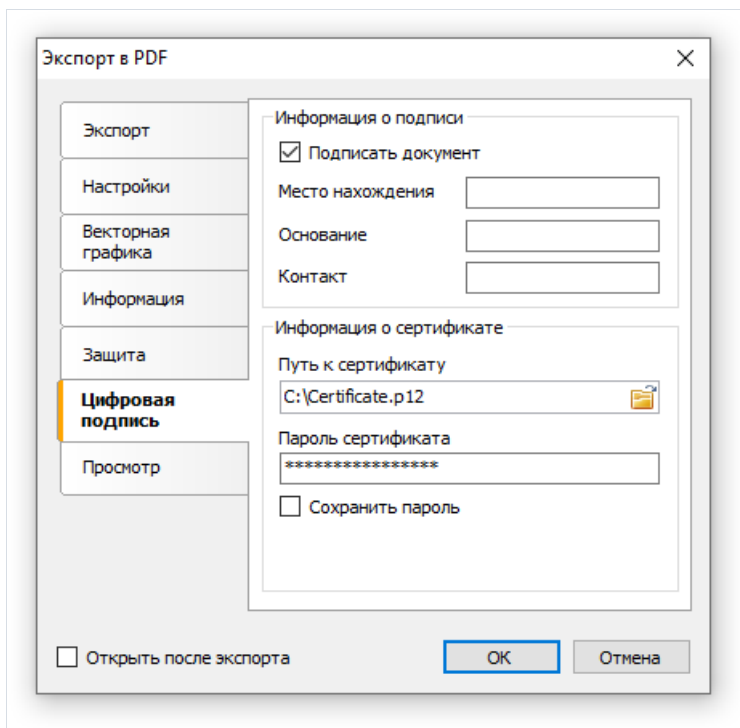 Экспорт в PDF
Экспорт
Настройки
Векторная
графика
Информация
Защита
Цифровая
подпись
Просмотр
Информация о подписи
Подписать документ
Место нахождения
Основание
Контакт
Информация о сертификате
Путь к сертификату
C:\Certificate.p12
Пароль сертификата
****************
Сохранить пароль
Открыть после экспорта
OK
Отмена